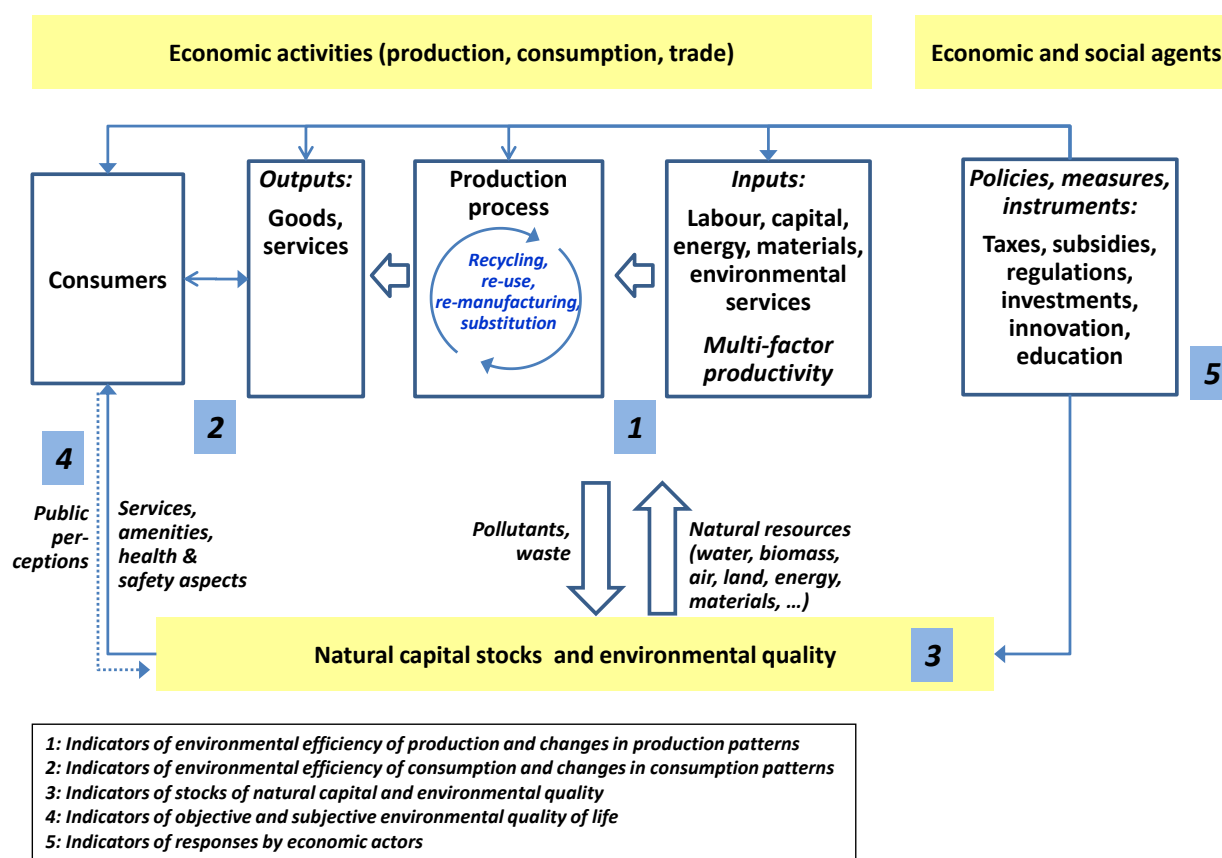 Economic activities (production, consumption, trade)
Economic and social agents
Consumers
Outputs:
Goods,
services
Production
process
Recycling,
re-use,
re-manufacturing,
substitution
Inputs:
Labour, capital,
energy, materials,
environmental
services
Multi-factor
productivity
Policies, measures,
instruments:
Taxes, subsidies,
regulations,
investments,
innovation,
education
5
2
1
4
Public
per-
ceptions
Services,
amenities,
health &
safety aspects
Pollutants,
waste
Natural resources
(water, biomass,
air, land, energy,
materials, …)
Natural capital stocks and environmental quality
3
1: Indicators of environmental efficiency of production and changes in production patterns
2: Indicators of environmental efficiency of consumption and changes in consumption patterns
3: Indicators of stocks of natural capital and environmental quality
4: Indicators of objective and subjective environmental quality of life
5: Indicators of responses by economic actors